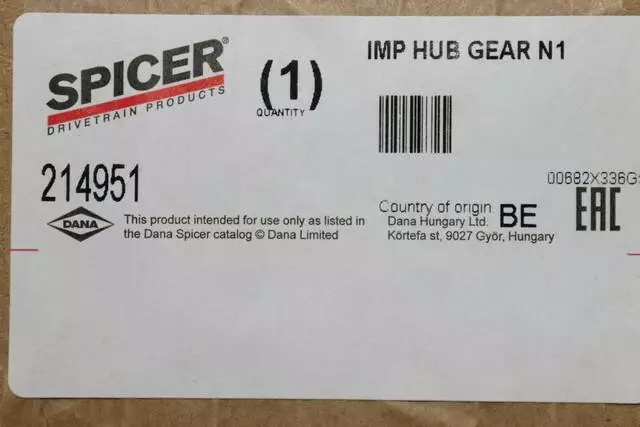 SPICER®
DRIVETRAIN PRODUCTS
(1)
QUANTITY
IMP HUB GEAR N1
214951
00682X336G
DANA
This product intended for use only as listed in
the Dana Spicer catalog © Dana Limited
Country of origin: BE
Dana Hungary Ltd.
Körtefa st, 9027 Győr, Hungary
EAC